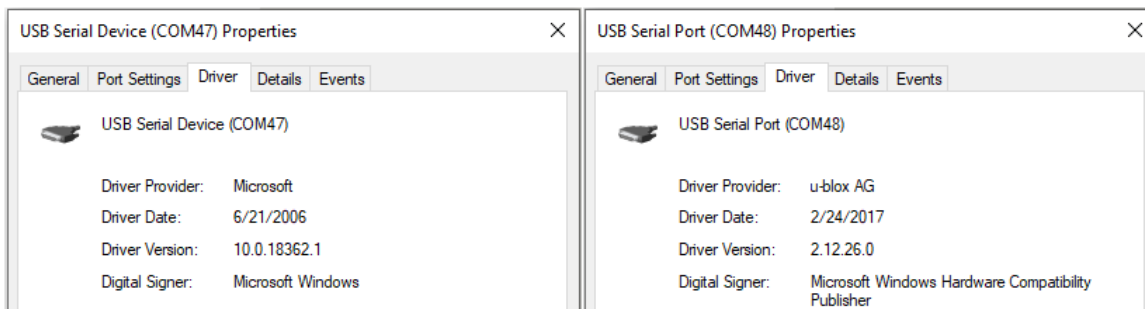 USB Serial Device (COM47) Properties
General Port Settings Driver Details Events
USB Serial Device (COM47)
Driver Provider: Microsoft
Driver Date: 6/21/2006
Driver Version: 10.0.18362.1
Digital Signer: Microsoft Windows
USB Serial Port (COM48) Properties
General Port Settings Driver Details Events
USB Serial Port (COM48)
Driver Provider: u-blox AG
Driver Date: 2/24/2017
Driver Version: 2.12.26.0
Digital Signer: Microsoft Windows Hardware Compatibility
Publisher